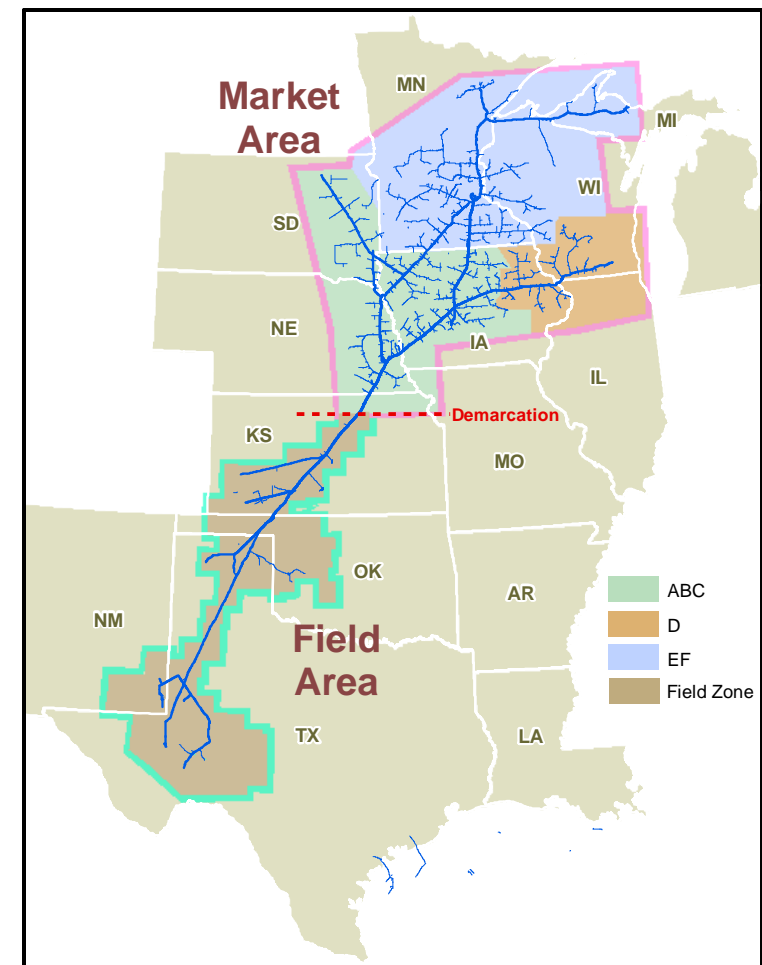 MN
Market
Area
MI
WI
SD
NE
IA
IL
Demarcation
KS
MO
OK
AR
ABC
NM
D
Field
Area
EF
Field Zone
TX
LA